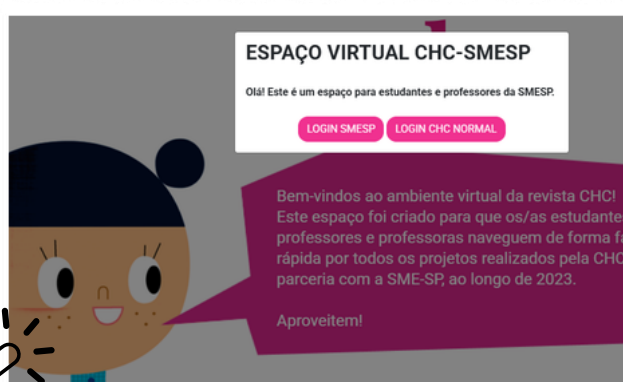 ESPAÇO VIRTUAL CHC-SMESP
Olá! Este é um espaço para estudantes e professores da SMESP.
LOGIN SMESP LOGIN CHC NORMAL
Bem-vindos ao ambiente virtual da revista CHC!
Este espaço foi criado para que os/as estudante
professores e professoras naveguem de forma fá
rápida por todos os projetos realizados pela CHC
parceria com a SME-SP, ao longo de 2023.
Aproveitem!